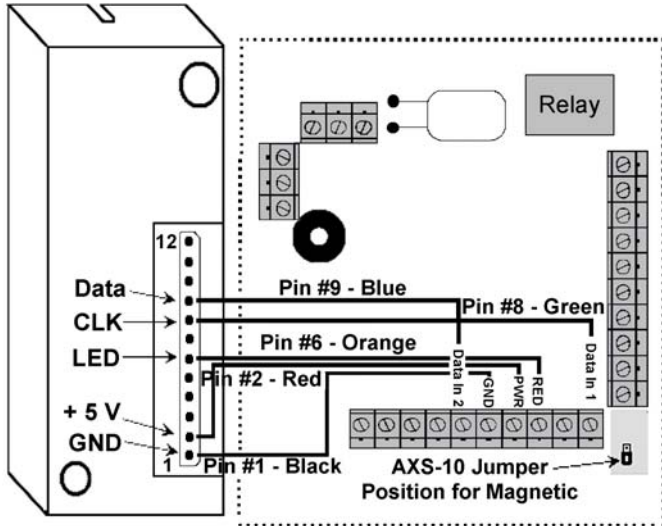 Relay
12
Data
CLK
LED
+ 5 V
GND
1
Pin #9 - Blue
Pin #8 - Green
Pin #6 - Orange
Pin #2 - Red
Pin #1 - Black
Data In 2
GND
PWR
RED
Data In 1
AXS-10 Jumper
Position for Magnetic